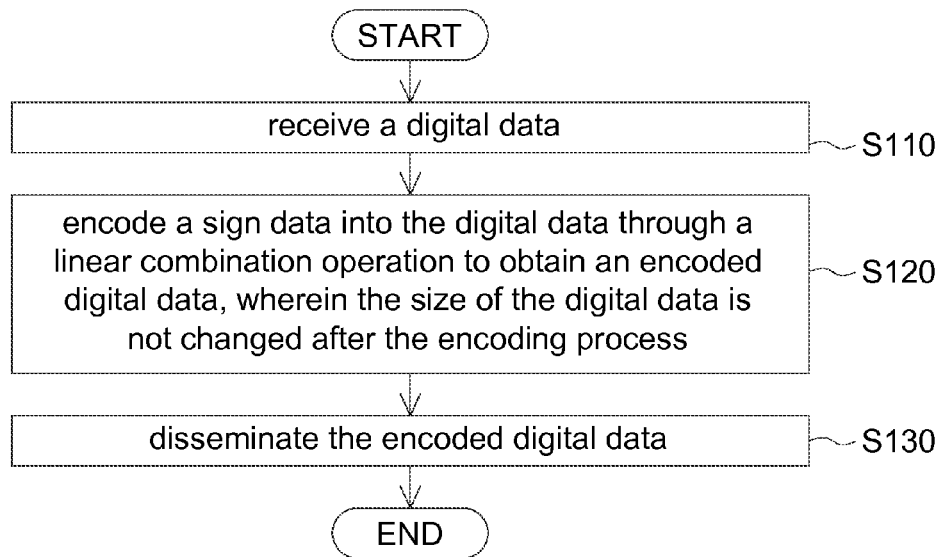 START
receive a digital data
S110
encode a sign data into the digital data through a
linear combination operation to obtain an encoded
digital data, wherein the size of the digital data is
not changed after the encoding process
S120
disseminate the encoded digital data
S130
END